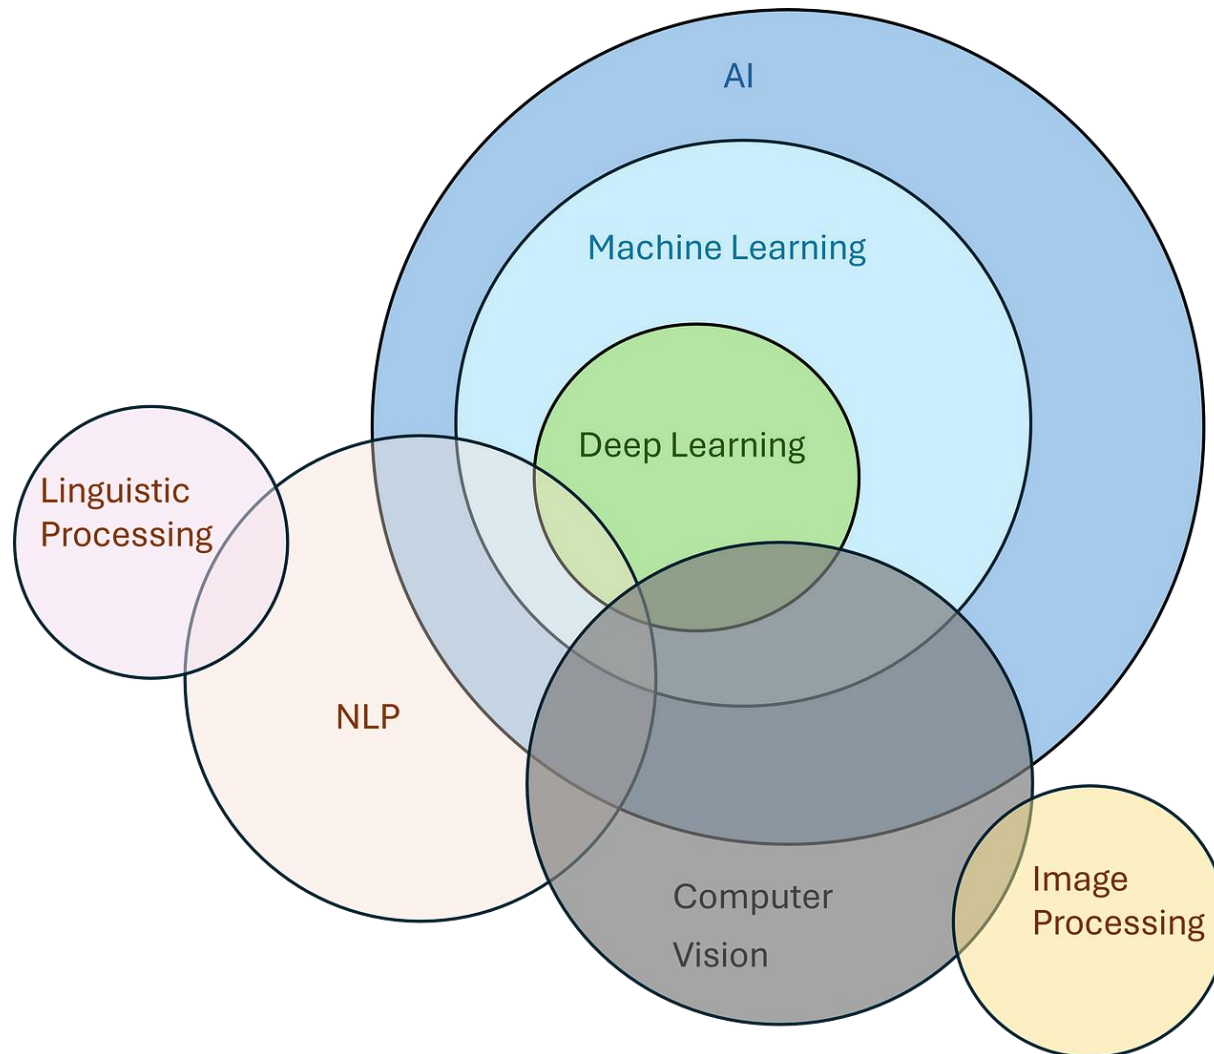 AI
Machine Learning
Deep Learning
Linguistic
Processing
NLP
Computer
Vision
Image
Processing